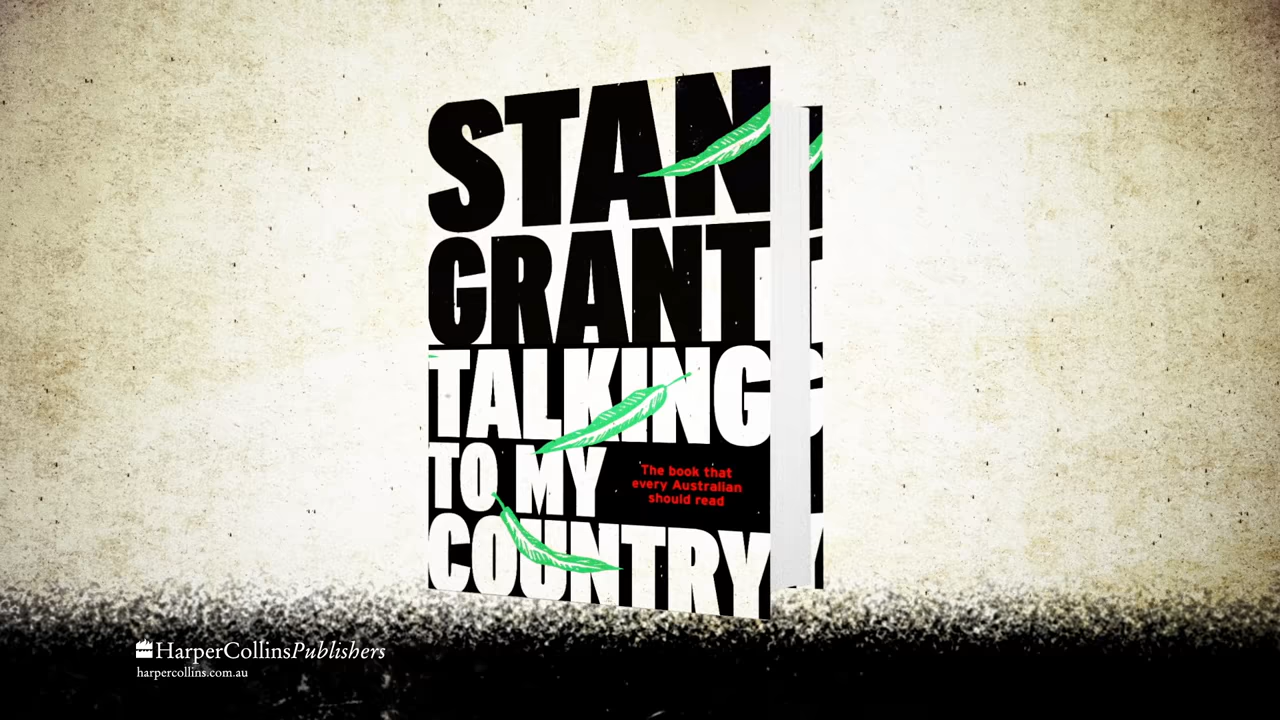 STAN
GRANT
TALKING
TO MY
COUNTRY
The book that
every Australian
should read
HarperCollinsPublishers
harpercollins.com.au